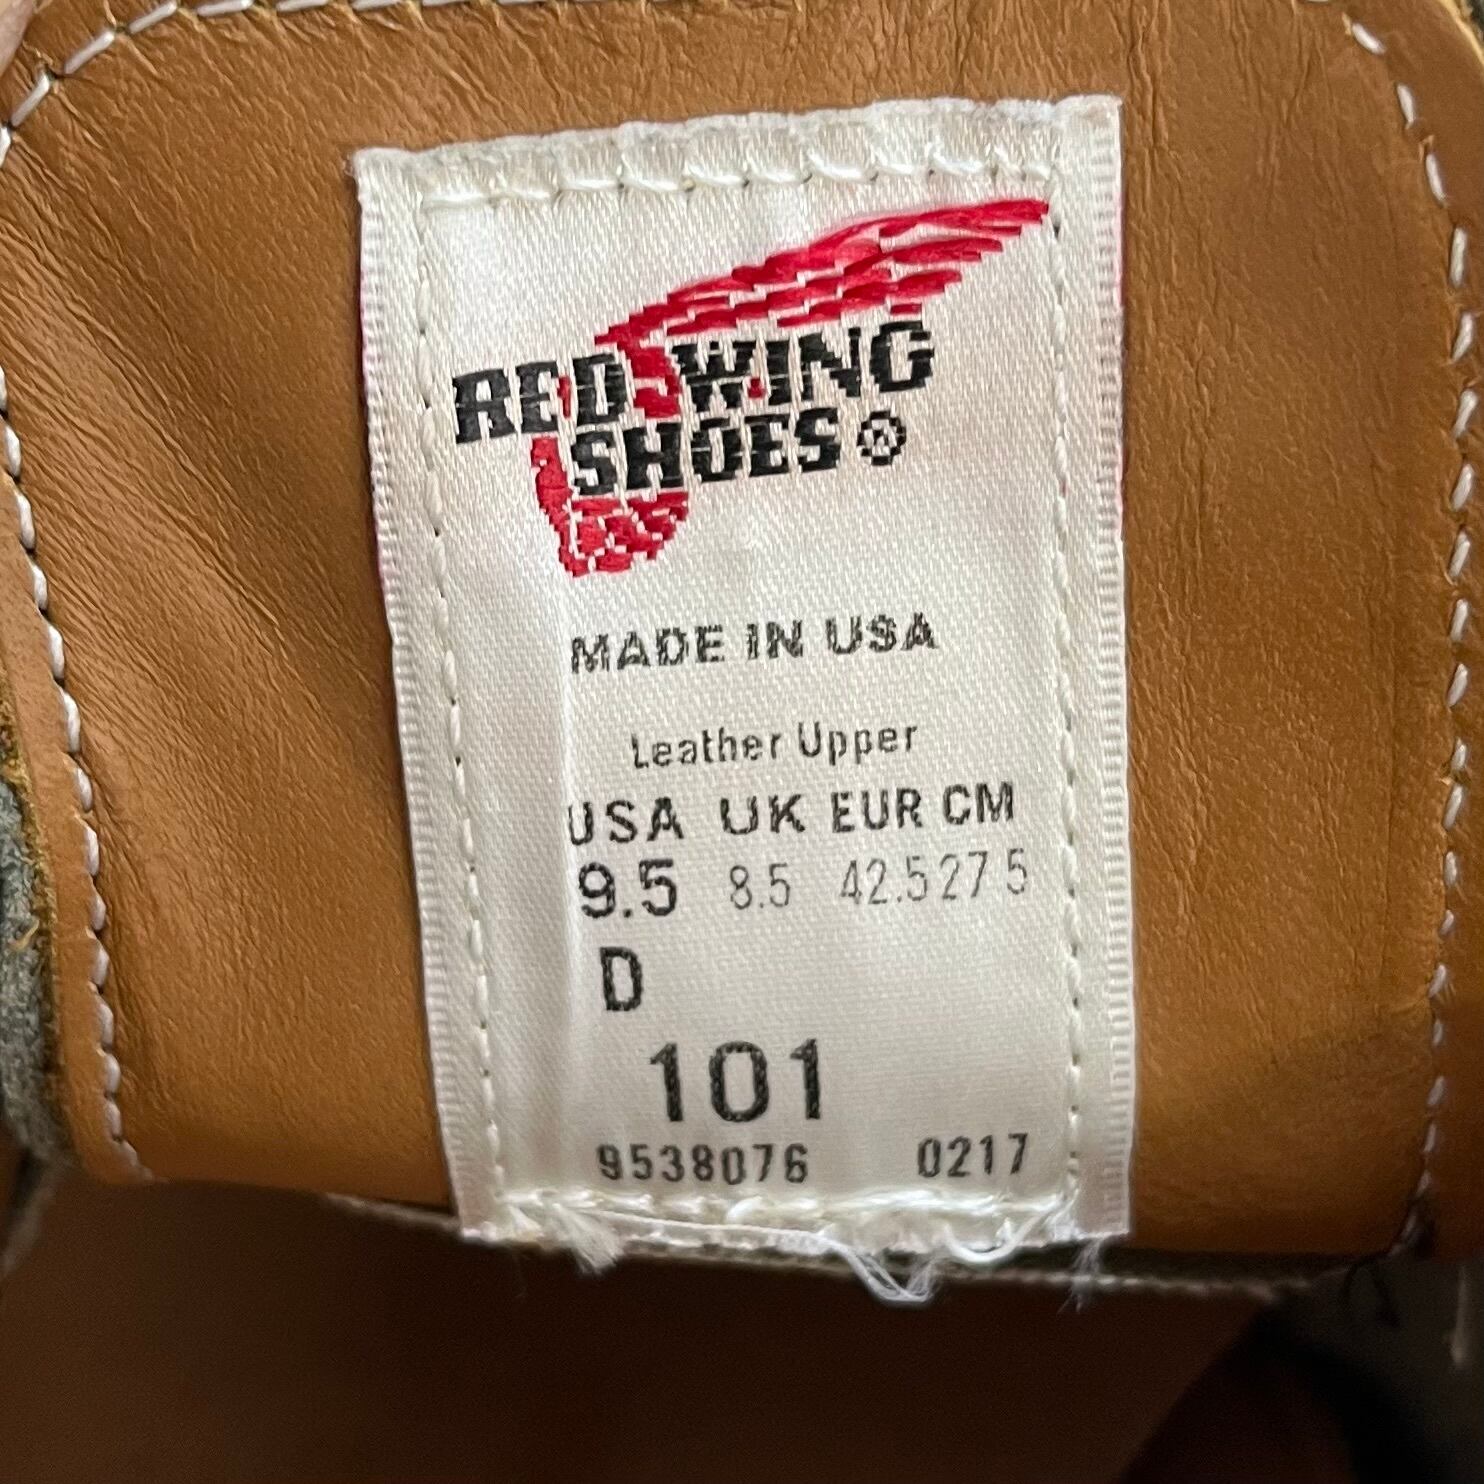 RED WING
SHOES®
MADE IN USA
Leather Upper
USA UK EUR CM
9.5 8.5 42.5 27 5
D
101
9538076 0217